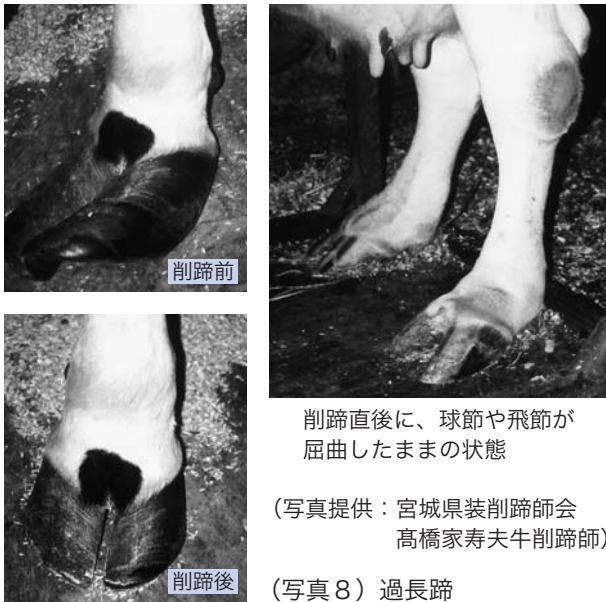 削蹄前
削蹄後
削蹄直後に、球節や飛節が
屈曲したままの状態
（写真提供：宮城県装削蹄師会
髙橋家寿夫牛削蹄師）
（写真８）過長蹄